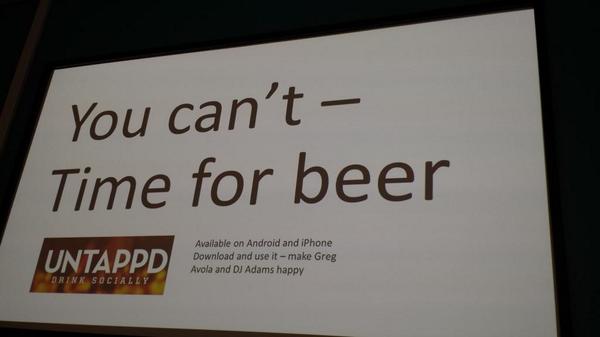 You can't –
Time for beer
UNTAPPD
DRINK SOCIALLY
Available on Android and iPhone
Download and use it – make Greg
Avola and DJ Adams happy